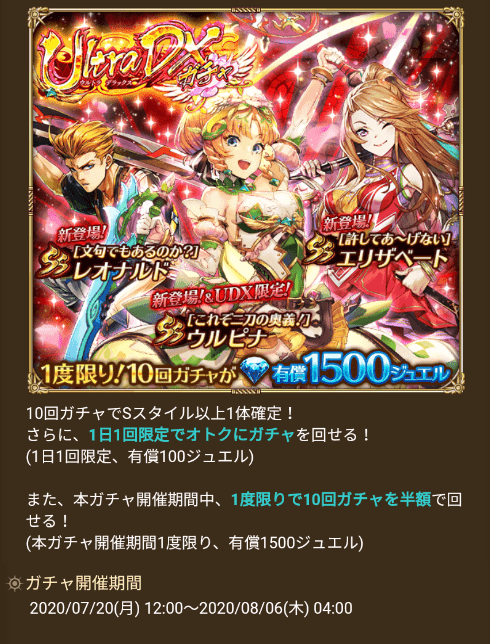 UltraDX
ウルトラデラックス
ガチャ
新登場!
SS
[文句でもあるのか?]
レオナルド
新登場!
SS
[許してあ〜げない]
エリザベート
新登場!&UDX限定!
SS
[これぞ二刀の奥義!]
ウルピナ
1度限り!10回ガチャが 有償1500ジュエル
10回ガチャでSスタイル以上1体確定！
さらに、1日1回限定でオトクにガチャを回せる！
(1日1回限定、有償100ジュエル)
また、本ガチャ開催期間中、1度限りで10回ガチャを半額で回
せる！
(本ガチャ開催期間1度限り、有償1500ジュエル)
ガチャ開催期間
2020/07/20(月) 12:00〜2020/08/06(木) 04:00